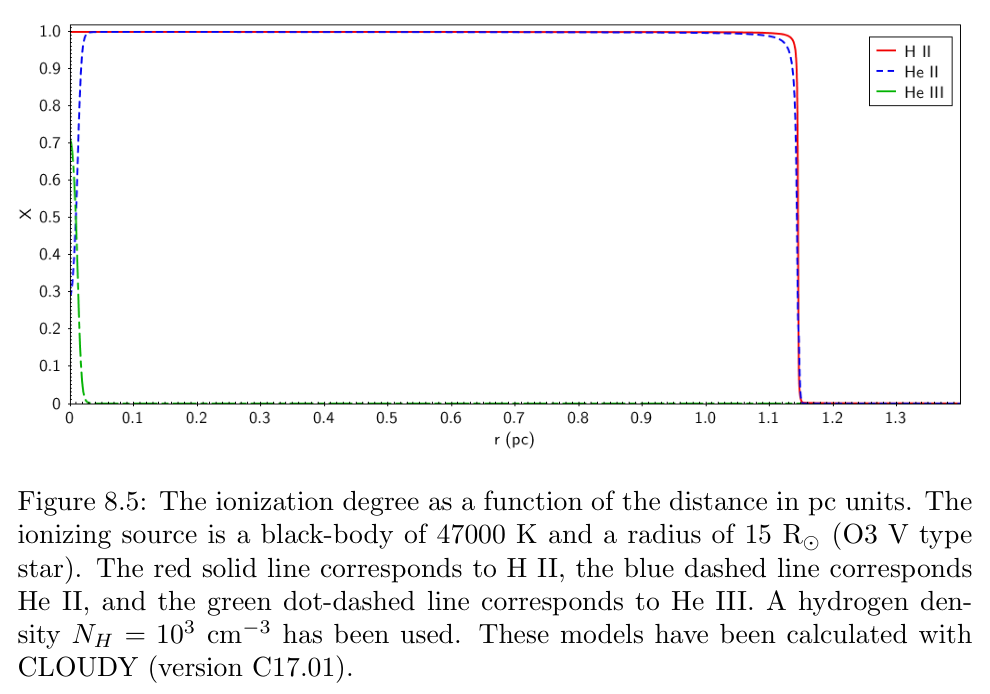 1.0
0.9
0.8
0.7
0.6
0.5
0.4
0.3
0.2
0.1
0
X
H II
He II
He III
0 0.1 0.2 0.3 0.4 0.5 0.6 0.7 0.8 0.9 1.0 1.1 1.2 1.3
r (pc)
Figure 8.5: The ionization degree as a function of the distance in pc units. The
ionizing source is a black-body of 47000 K and a radius of 15 R⊙ (O3 V type
star). The red solid line corresponds to H II, the blue dashed line corresponds
He II, and the green dot-dashed line corresponds to He III. A hydrogen den-
sity N_H = 10³ cm⁻³ has been used. These models have been calculated with
CLOUDY (version C17.01).